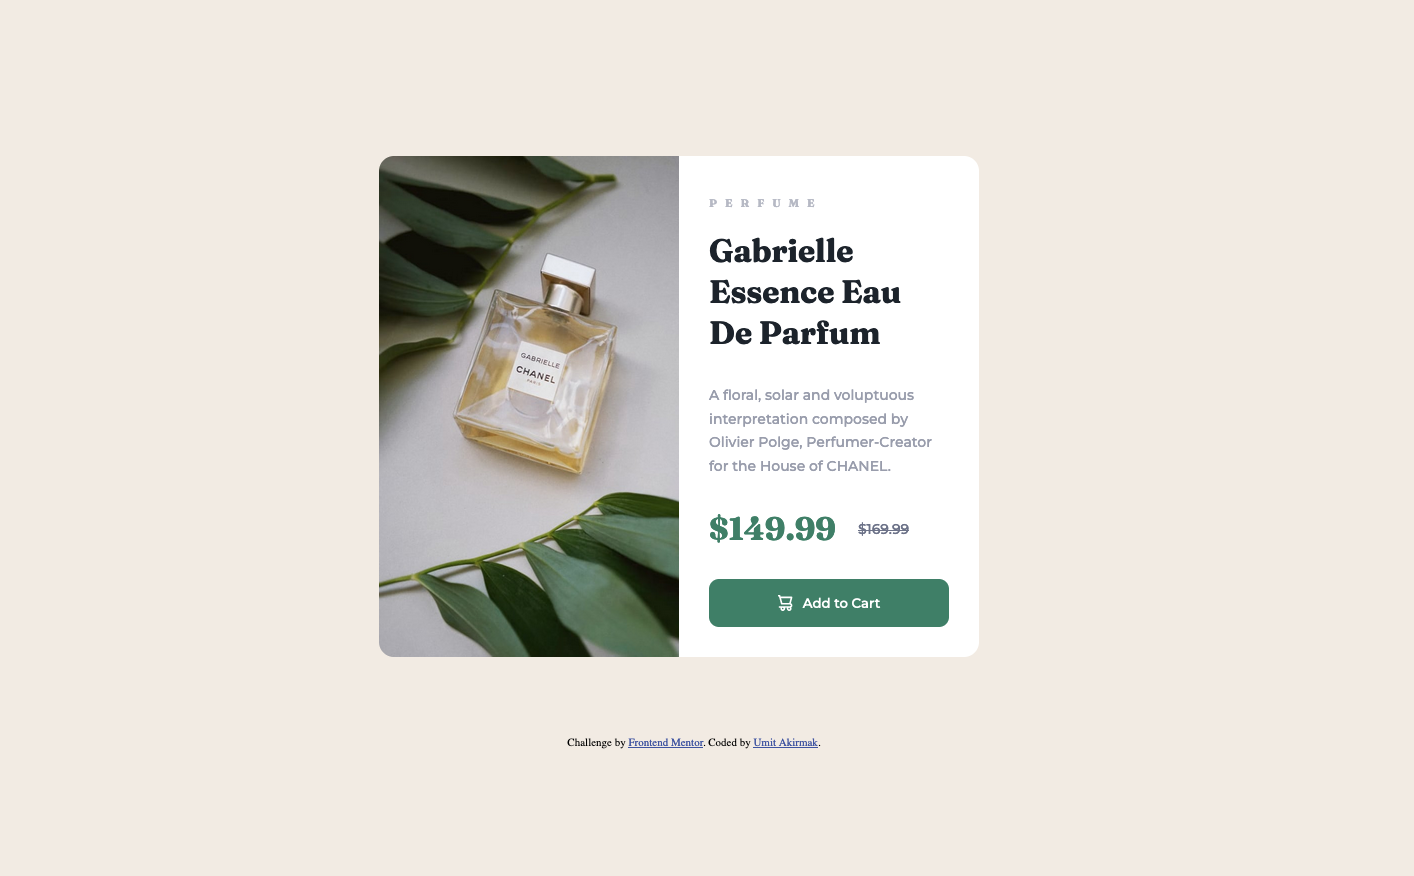 PERFUME
Gabrielle
Essence Eau
De Parfum
GABRIELLE
CHANEL
PARIS
A floral, solar and voluptuous
interpretation composed by
Olivier Polge, Perfumer-Creator
for the House of CHANEL.
$149.99 $169.99
Add to Cart
Challenge by Frontend Mentor. Coded by Umit Akirmak.